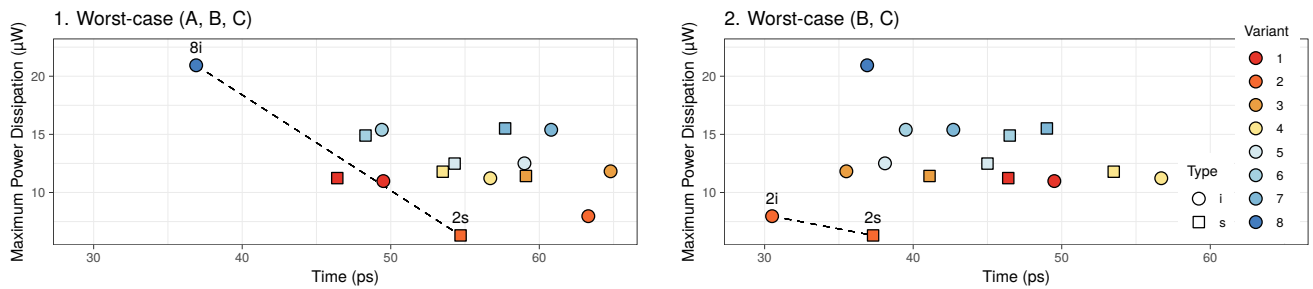 1. Worst-case (A, B, C)
Maximum Power Dissipation (µW)
20
15
10
8i
2s
30 40 50 60
Time (ps)
2. Worst-case (B, C)
Maximum Power Dissipation (µW)
20
15
10
2i
2s
30 40 50 60
Time (ps)
Type
i
s
Variant
1
2
3
4
5
6
7
8